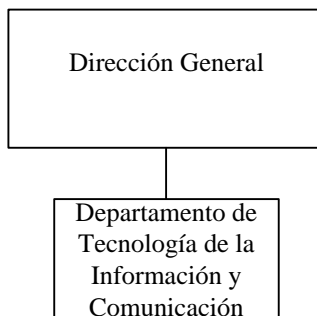 Dirección General
Departamento de
Tecnología de la
Información y
Comunicación